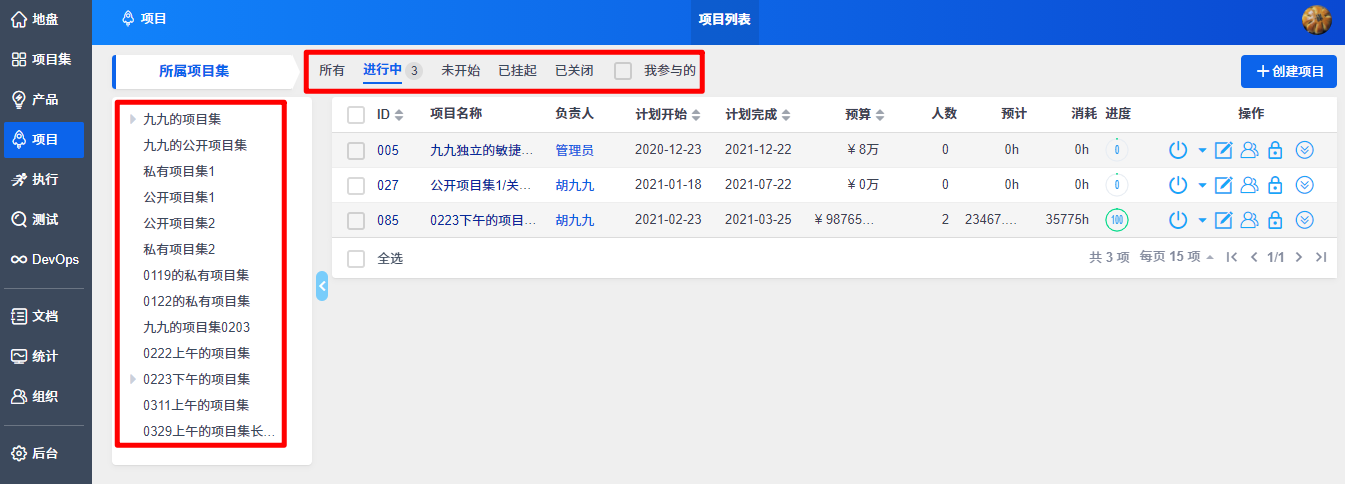 地盘
项目集
产品
项目
执行
测试
DevOps
文档
统计
组织
后台
项目
项目列表
所属项目集
九九的项目集
九九的公开项目集
私有项目集1
公开项目集1
公开项目集2
私有项目集2
0119的私有项目集
0122的私有项目集
九九的项目集0203
0222上午的项目集
0223下午的项目集
0311上午的项目集
0329上午的项目集长...
所有 进行中 3 未开始 已挂起 已关闭 我参与的
+创建项目
ID 项目名称 负责人 计划开始 计划完成 预算 人数 预计 消耗 进度 操作
005 九九独立的敏捷... 管理员 2020-12-23 2021-12-22 ¥ 8万 0 0h 0h 0
027 公开项目集1/关... 胡九九 2021-01-18 2021-07-22 ¥ 0万 0 0h 0h 0
085 0223下午的项目... 胡九九 2021-02-23 2021-03-25 ¥ 98765... 2 23467.... 35775h 100
全选 共 3 项 每页 15 项 1/1